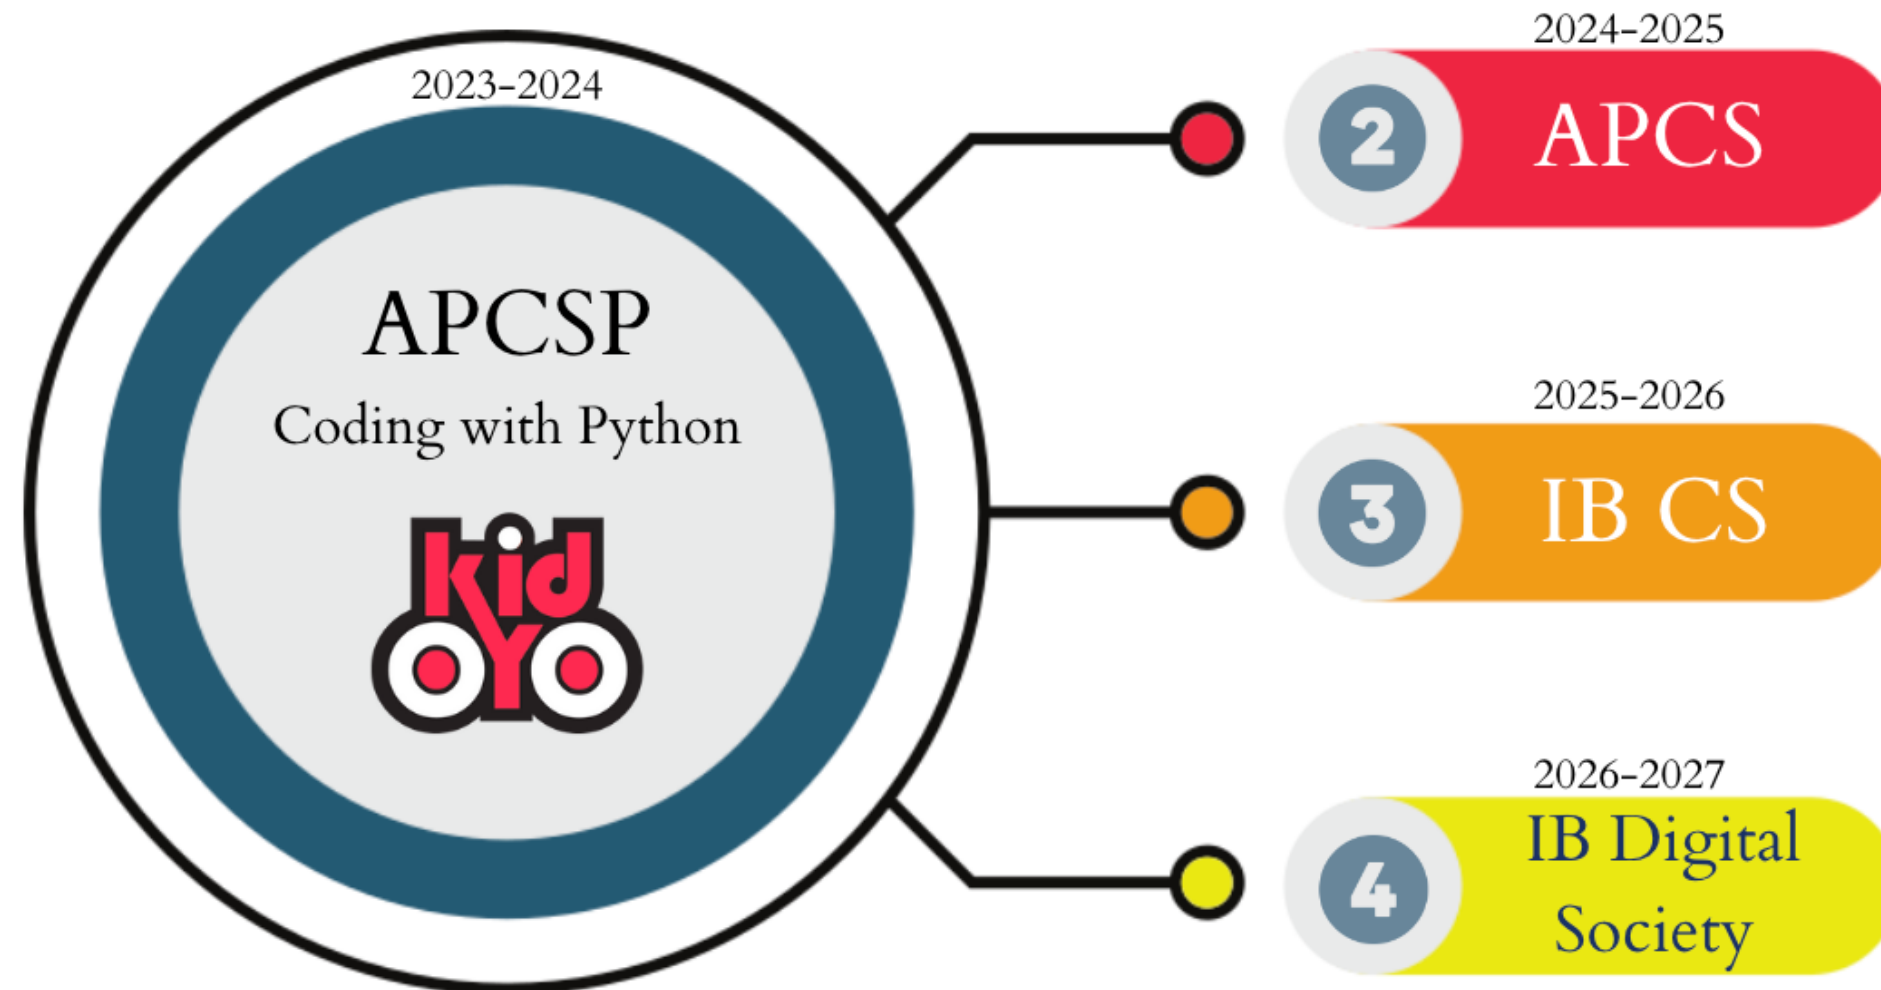 2023-2024
APCSP
Coding with Python
kid
OYO
2024-2025
2
APCS
2025-2026
3
IB CS
2026-2027
4
IB Digital
Society